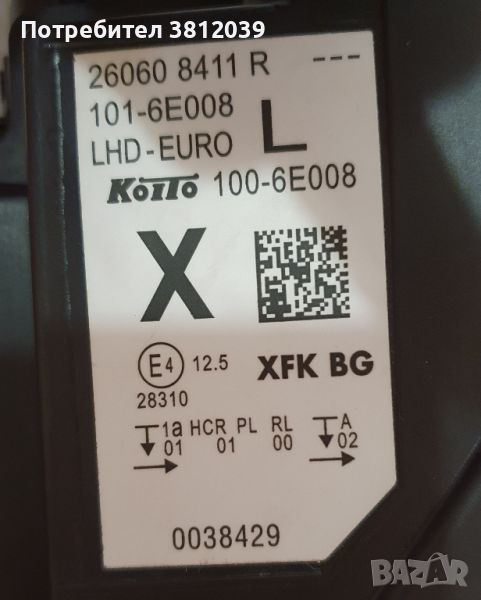 Потребител 3812039
26060 8411 R ---
101-6E008
LHD-EURO L
KOITO 100-6E008
X
E4 12.5 XFK BG
28310
1a HCR PL RL A
01 01 00 02
0038429
BAZAR